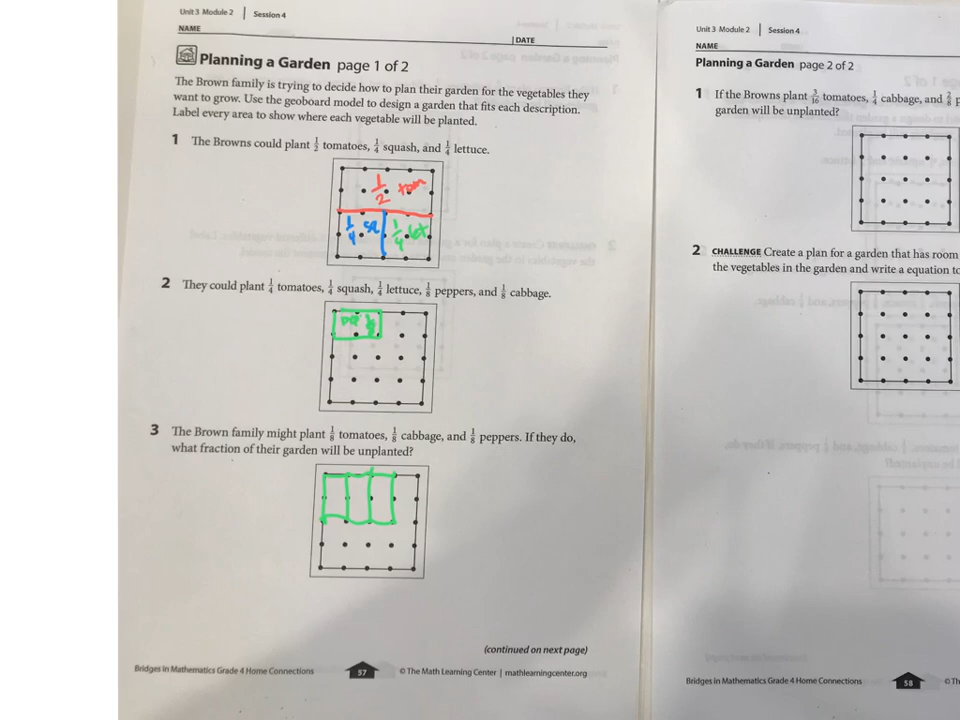 Unit 3 Module 2 | Session 4
NAME | DATE
Planning a Garden page 1 of 2
The Brown family is trying to decide how to plan their garden for the vegetables they
want to grow. Use the geoboard model to design a garden that fits each description.
Label every area to show where each vegetable will be planted.
1 The Browns could plant 1/2 tomatoes, 1/4 squash, and 1/4 lettuce.
1/2 tom
1/4 sq 1/4 let
2 They could plant 1/4 tomatoes, 1/4 squash, 1/4 lettuce, 1/8 peppers, and 1/8 cabbage.
pep 1/8
3 The Brown family might plant 1/8 tomatoes, 1/8 cabbage, and 1/8 peppers. If they do,
what fraction of their garden will be unplanted?
(continued on next page)
Bridges in Mathematics Grade 4 Home Connections 57 © The Math Learning Center | mathlearningcenter.org
Unit 3 Module 2 | Session 4
NAME
Planning a Garden page 2 of 2
1 If the Browns plant 3/16 tomatoes, 1/4 cabbage, and 2/8 p
garden will be unplanted?
2 CHALLENGE Create a plan for a garden that has room
the vegetables in the garden and write a equation to
Bridges in Mathematics Grade 4 Home Connections 58 © Th